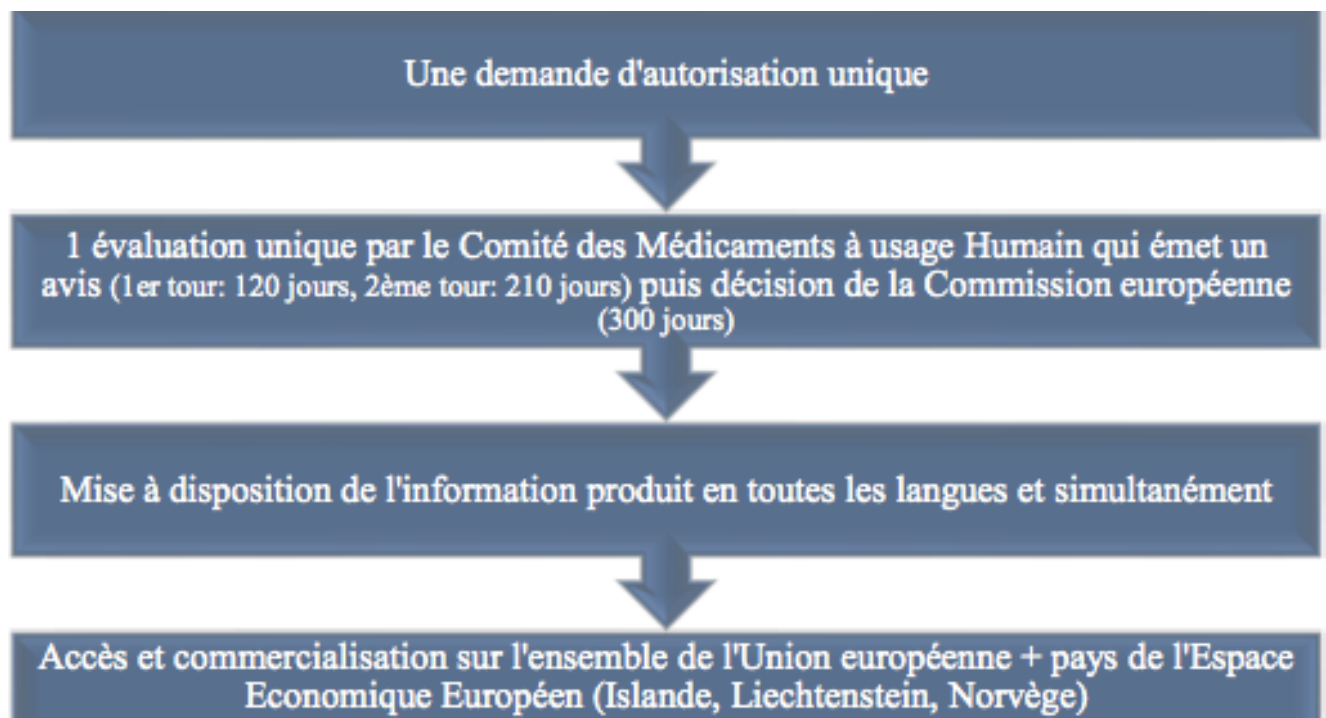 Une demande d'autorisation unique
1 évaluation unique par le Comité des Médicaments à usage Humain qui émet un
avis (1er tour: 120 jours, 2ème tour: 210 jours) puis décision de la Commission européenne
(300 jours)
Mise à disposition de l'information produit en toutes les langues et simultanément
Accès et commercialisation sur l'ensemble de l'Union européenne + pays de l'Espace
Economique Européen (Islande, Liechtenstein, Norvège)